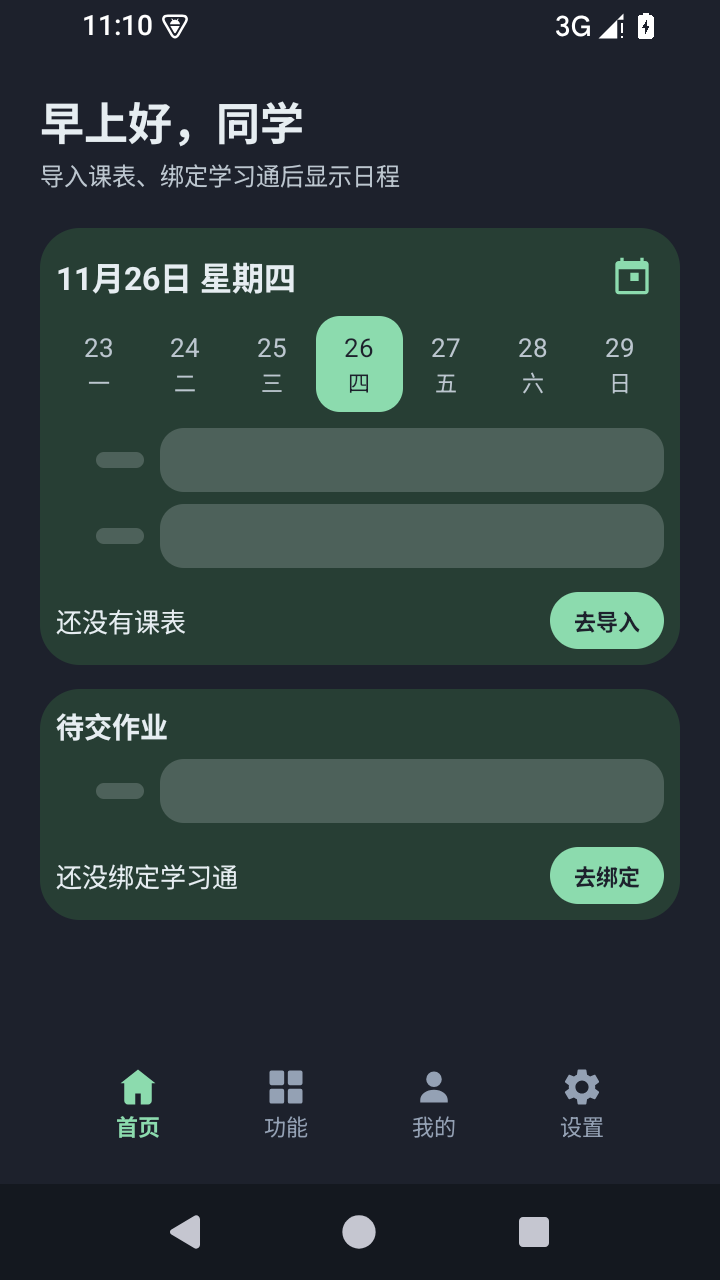 11:10 3G
早上好，同学
导入课表、绑定学习通后显示日程
11月26日 星期四
23 24 25 26 27 28 29
一 二 三 四 五 六 日
还没有课表 去导入
待交作业
还没绑定学习通 去绑定
首页 功能 我的 设置